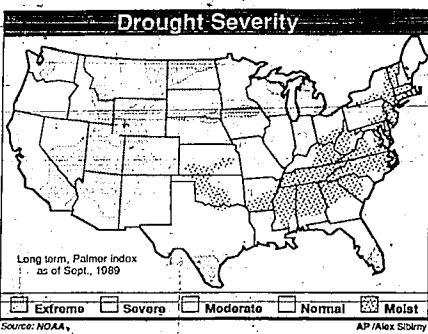 Drought Severity
Long term, Palmer index
as of Sept., 1989
Extreme Severe Moderate Normal Moist
Source: NOAA
AP/Alex Sibirny